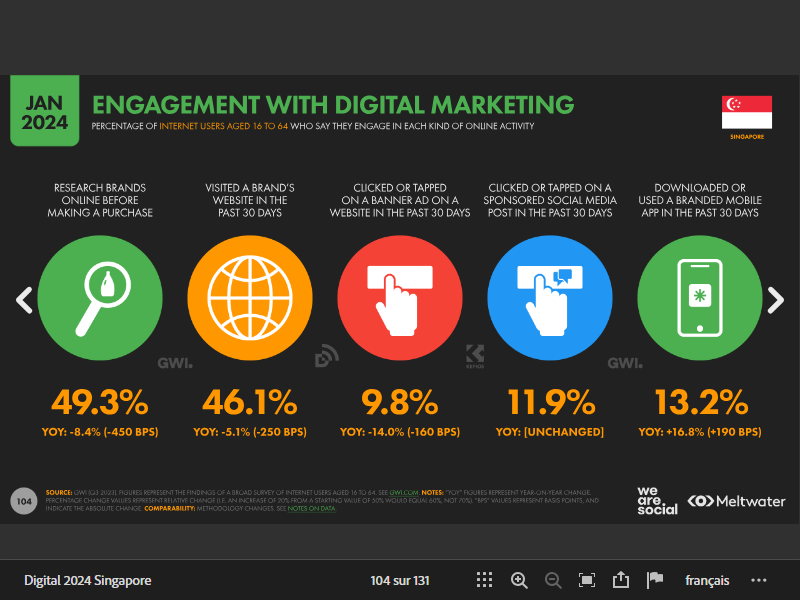 JAN
2024
ENGAGEMENT WITH DIGITAL MARKETING
PERCENTAGE OF INTERNET USERS AGED 16 TO 64 WHO SAY THEY ENGAGE IN EACH KIND OF ONLINE ACTIVITY
SINGAPORE
RESEARCH BRANDS
ONLINE BEFORE
MAKING A PURCHASE
VISITED A BRAND'S
WEBSITE IN THE
PAST 30 DAYS
CLICKED OR TAPPED
ON A BANNER AD ON A
WEBSITE IN THE PAST 30 DAYS
CLICKED OR TAPPED ON A
SPONSORED SOCIAL MEDIA
POST IN THE PAST 30 DAYS
DOWNLOADED OR
USED A BRANDED MOBILE
APP IN THE PAST 30 DAYS
GWI.
KEPIOS
GWI.
49.3%
YOY: -8.4% (-450 BPS)
46.1%
YOY: -5.1% (-250 BPS)
9.8%
YOY: -14.0% (-160 BPS)
11.9%
YOY: [UNCHANGED]
13.2%
YOY: +16.8% (+190 BPS)
104
SOURCE: GWI (Q3 2023). FIGURES REPRESENT THE FINDINGS OF A BROAD SURVEY OF INTERNET USERS AGED 16 TO 64. SEE GWI.COM. NOTES: "YOY" FIGURES REPRESENT YEAR-ON-YEAR CHANGE.
PERCENTAGE CHANGE VALUES REPRESENT RELATIVE CHANGE (I.E. AN INCREASE OF 20% FROM A STARTING VALUE OF 50% WOULD EQUAL 60%, NOT 70%). "BPS" VALUES REPRESENT BASIS POINTS, AND
INDICATE THE ABSOLUTE CHANGE. COMPARABILITY: METHODOLOGY CHANGES. SEE NOTES ON DATA.
we
are
social
Meltwater
Digital 2024 Singapore
104 sur 131
français